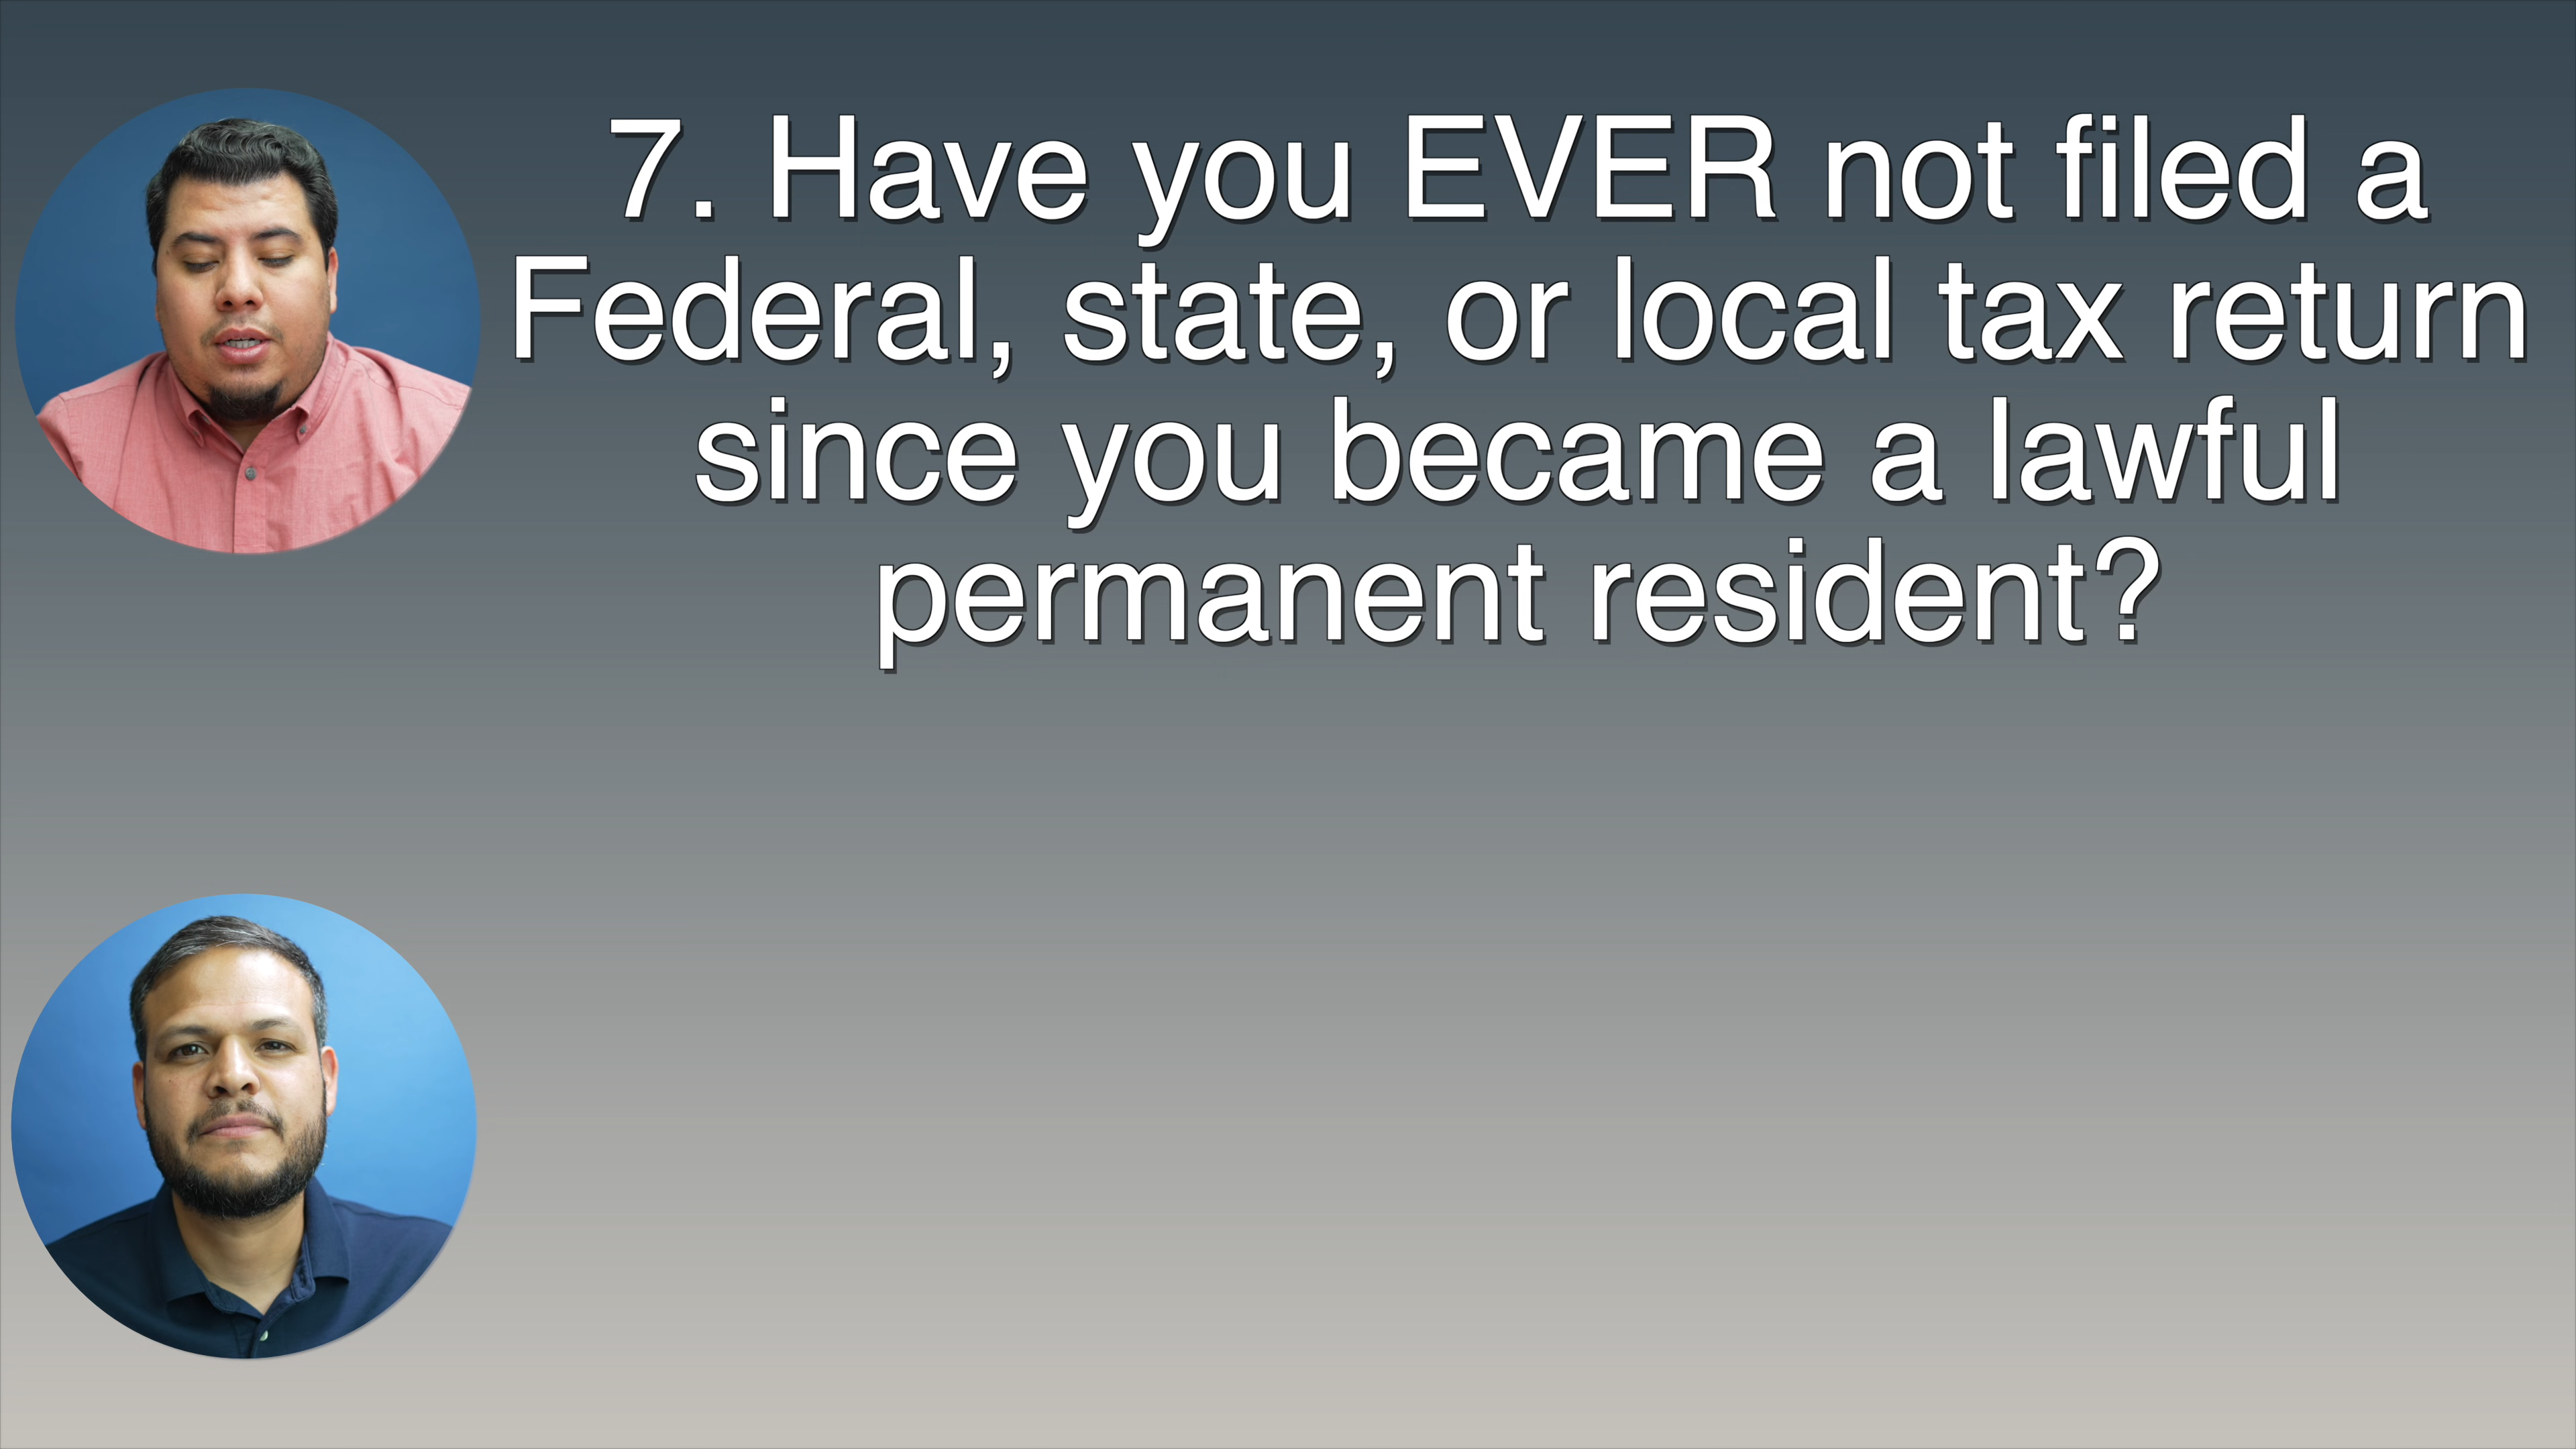 7. Have you EVER not filed a
Federal, state, or local tax return
since you became a lawful
permanent resident?